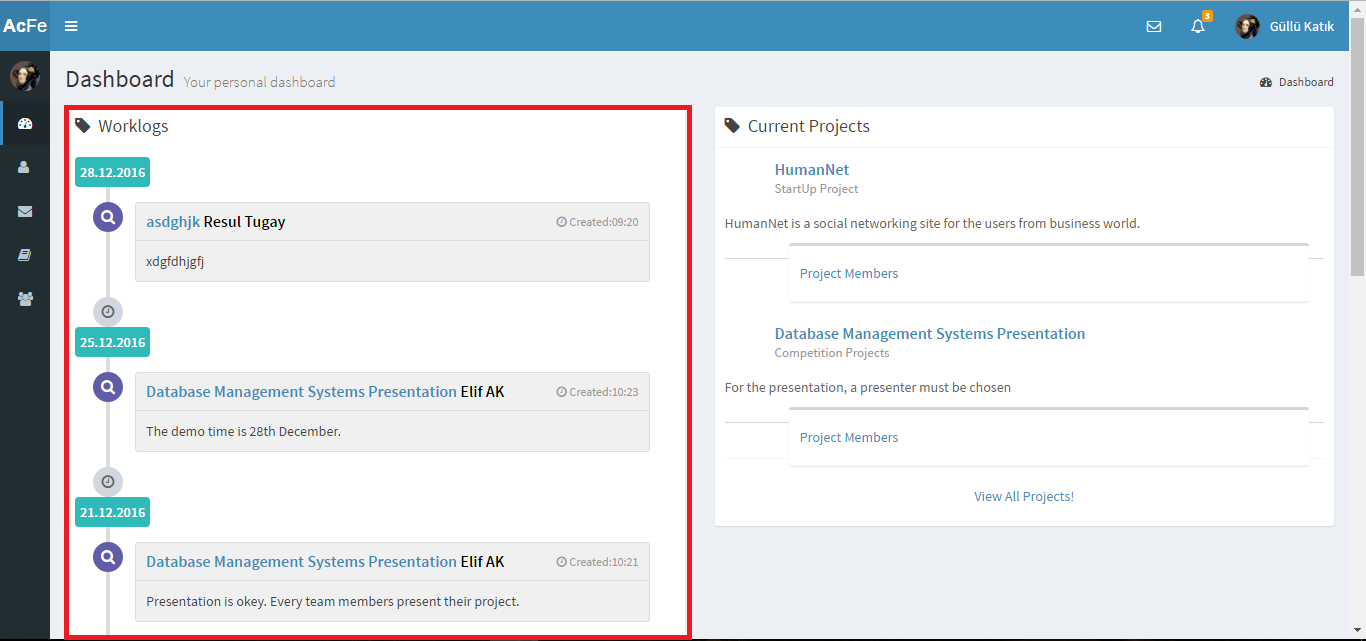 AcFe
3
Güllü Katık
Dashboard Your personal dashboard
Dashboard
Worklogs
28.12.2016
asdghjk Resul Tugay
Created:09:20
xdgfdhjgfj
25.12.2016
Database Management Systems Presentation Elif AK
Created:10:23
The demo time is 28th December.
21.12.2016
Database Management Systems Presentation Elif AK
Created:10:21
Presentation is okey. Every team members present their project.
Current Projects
HumanNet
StartUp Project
HumanNet is a social networking site for the users from business world.
Project Members
Database Management Systems Presentation
Competition Projects
For the presentation, a presenter must be chosen
Project Members
View All Projects!